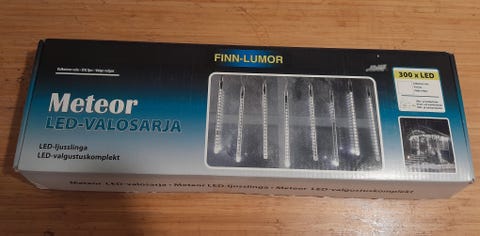 FINN-LUMOR
300 x LED
Meteor
LED-VALOSARJA
LED-ljusslinga
LED-valgustuskomplekt
Meteor LED-valosarja • Meteor LED-ljusslinga • Meteor LED-valgustuskomplekt